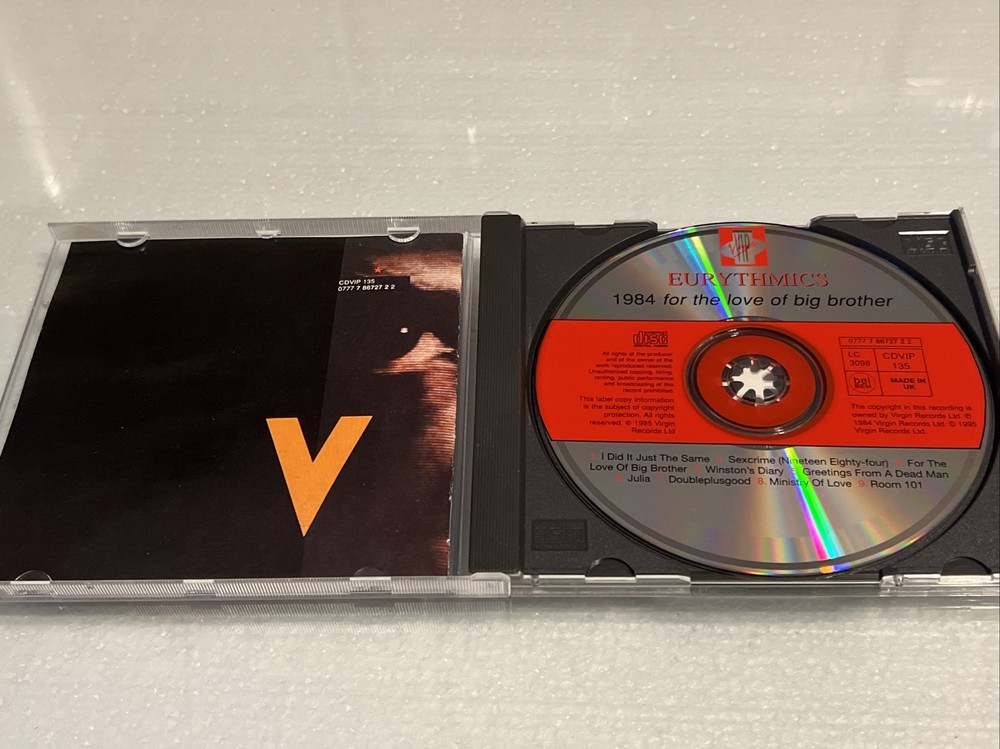 CDVIP 135
0777 7 86727 2 2
V
VIP
EURYTHMICS
1984 for the love of big brother
disc
All rights of the producer
and of the owner of the
work reproduced reserved.
Unauthorised copying, hiring,
renting, public performance
and broadcasting of this
record prohibited.
This label copy information
is the subject of copyright
protection. All rights
reserved. © 1995 Virgin
Records Ltd
0777 7 86727 2 2
LC
3098
CDVIP
135
MADE IN
UK
The copyright in this recording is
owned by Virgin Records Ltd. ℗
1984 Virgin Records Ltd. © 1995
Virgin Records Ltd.
I Did It Just The Same Sexcrime (Nineteen Eighty-four) For The
Love Of Big Brother Winston's Diary Greetings From A Dead Man
Julia Doubleplusgood 8. Ministry Of Love 9. Room 101